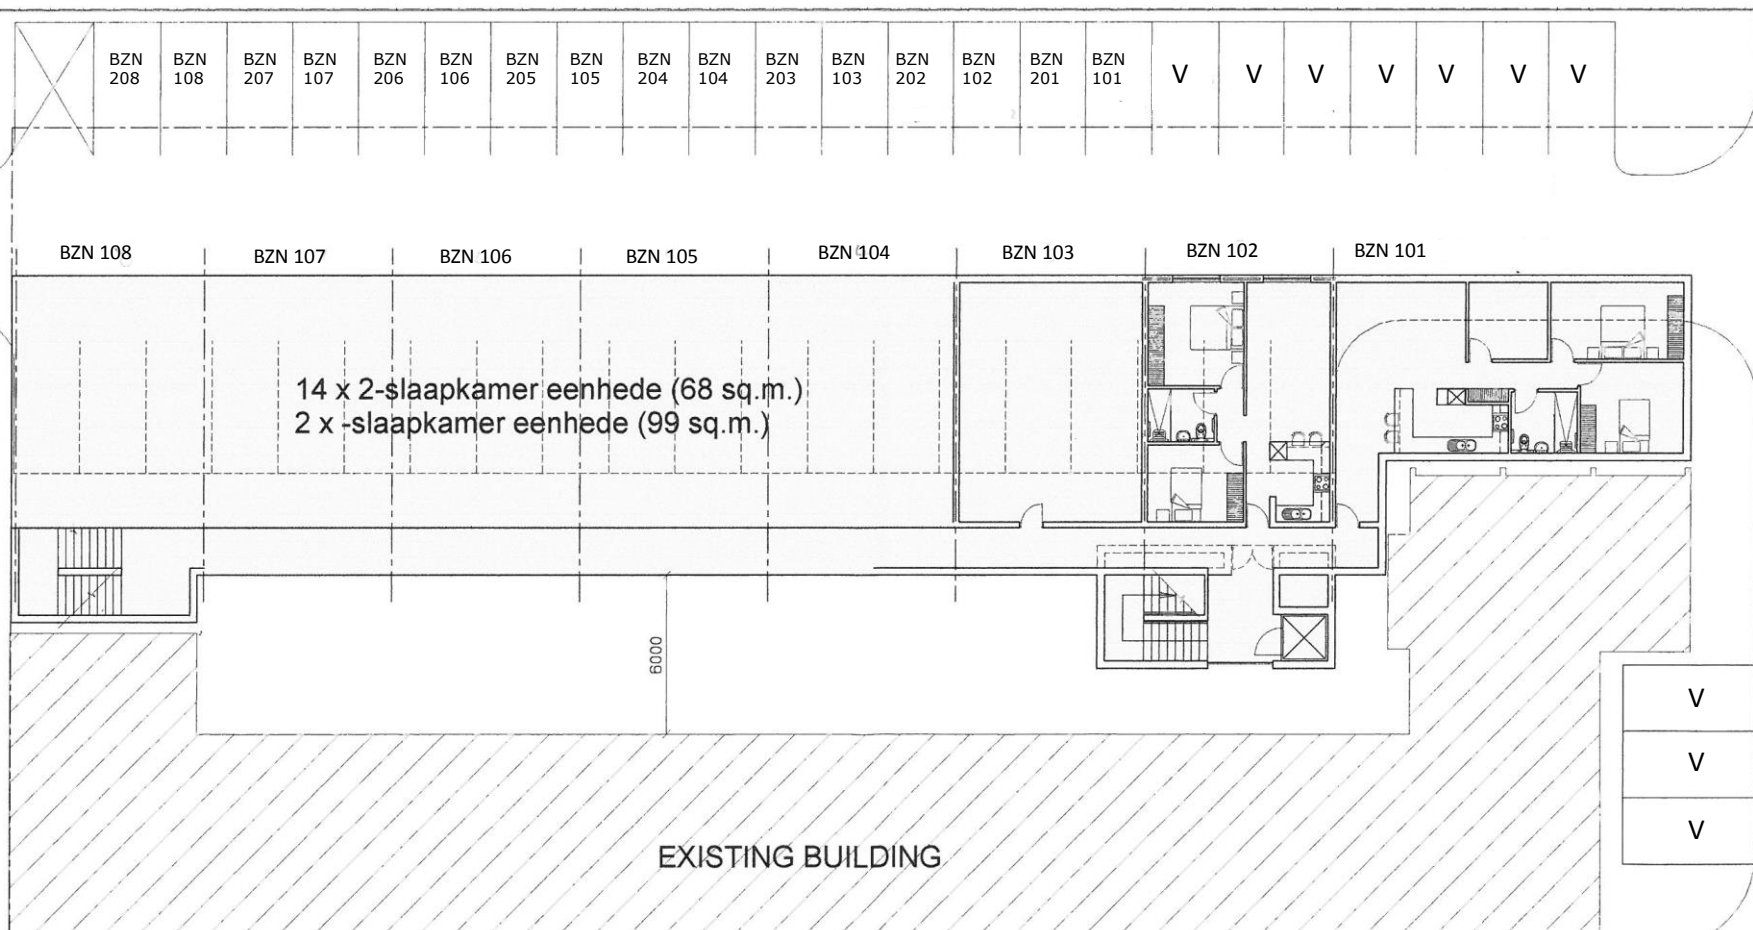 BZN
208
BZN
108
BZN
207
BZN
107
BZN
206
BZN
106
BZN
205
BZN
105
BZN
204
BZN
104
BZN
203
BZN
103
BZN
202
BZN
102
BZN
201
BZN
101
V
V
V
V
V
V
V
BZN 108
BZN 107
BZN 106
BZN 105
BZN 104
BZN 103
BZN 102
BZN 101
14 x 2-slaapkamer eenhede (68 sq.m.)
2 x -slaapkamer eenhede (99 sq.m.)
6000
V
V
V
EXISTING BUILDING